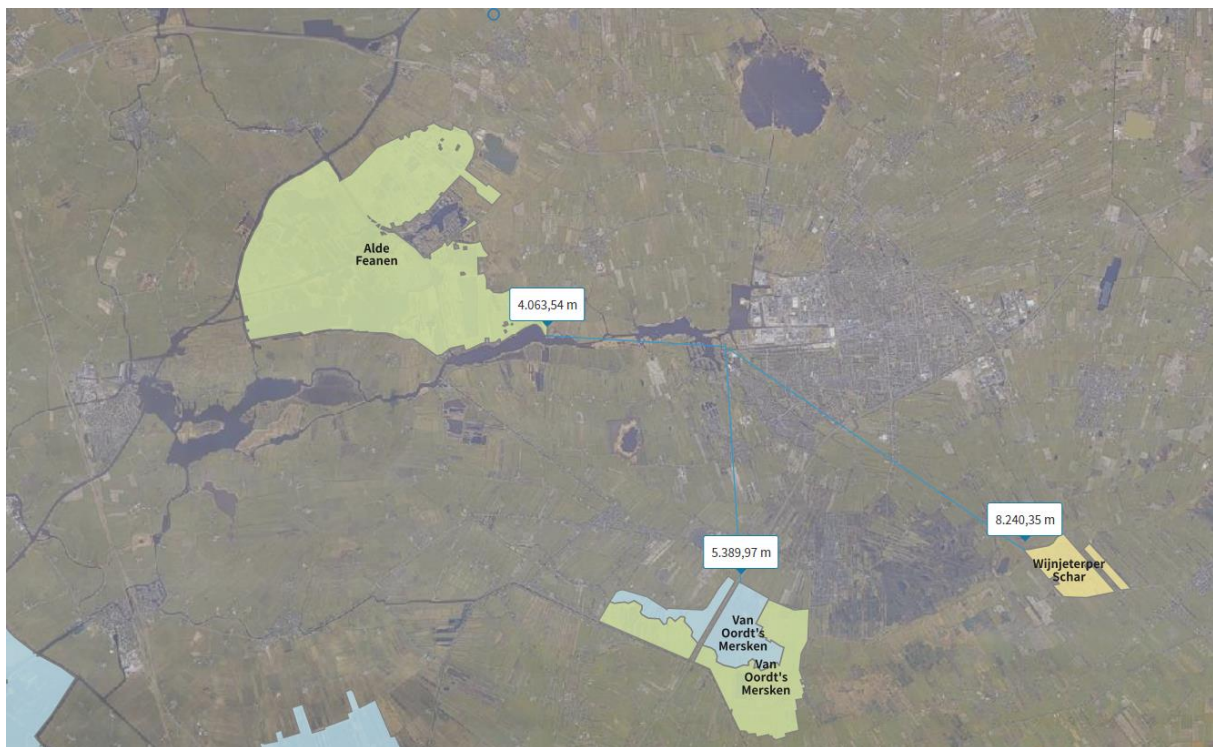 Alde
Feanen
4.063,54 m
8.240,35 m
5.389,97 m
Wijnjeterper
Schar
Van
Oordt's
Mersken
Van
Oordt's
Mersken